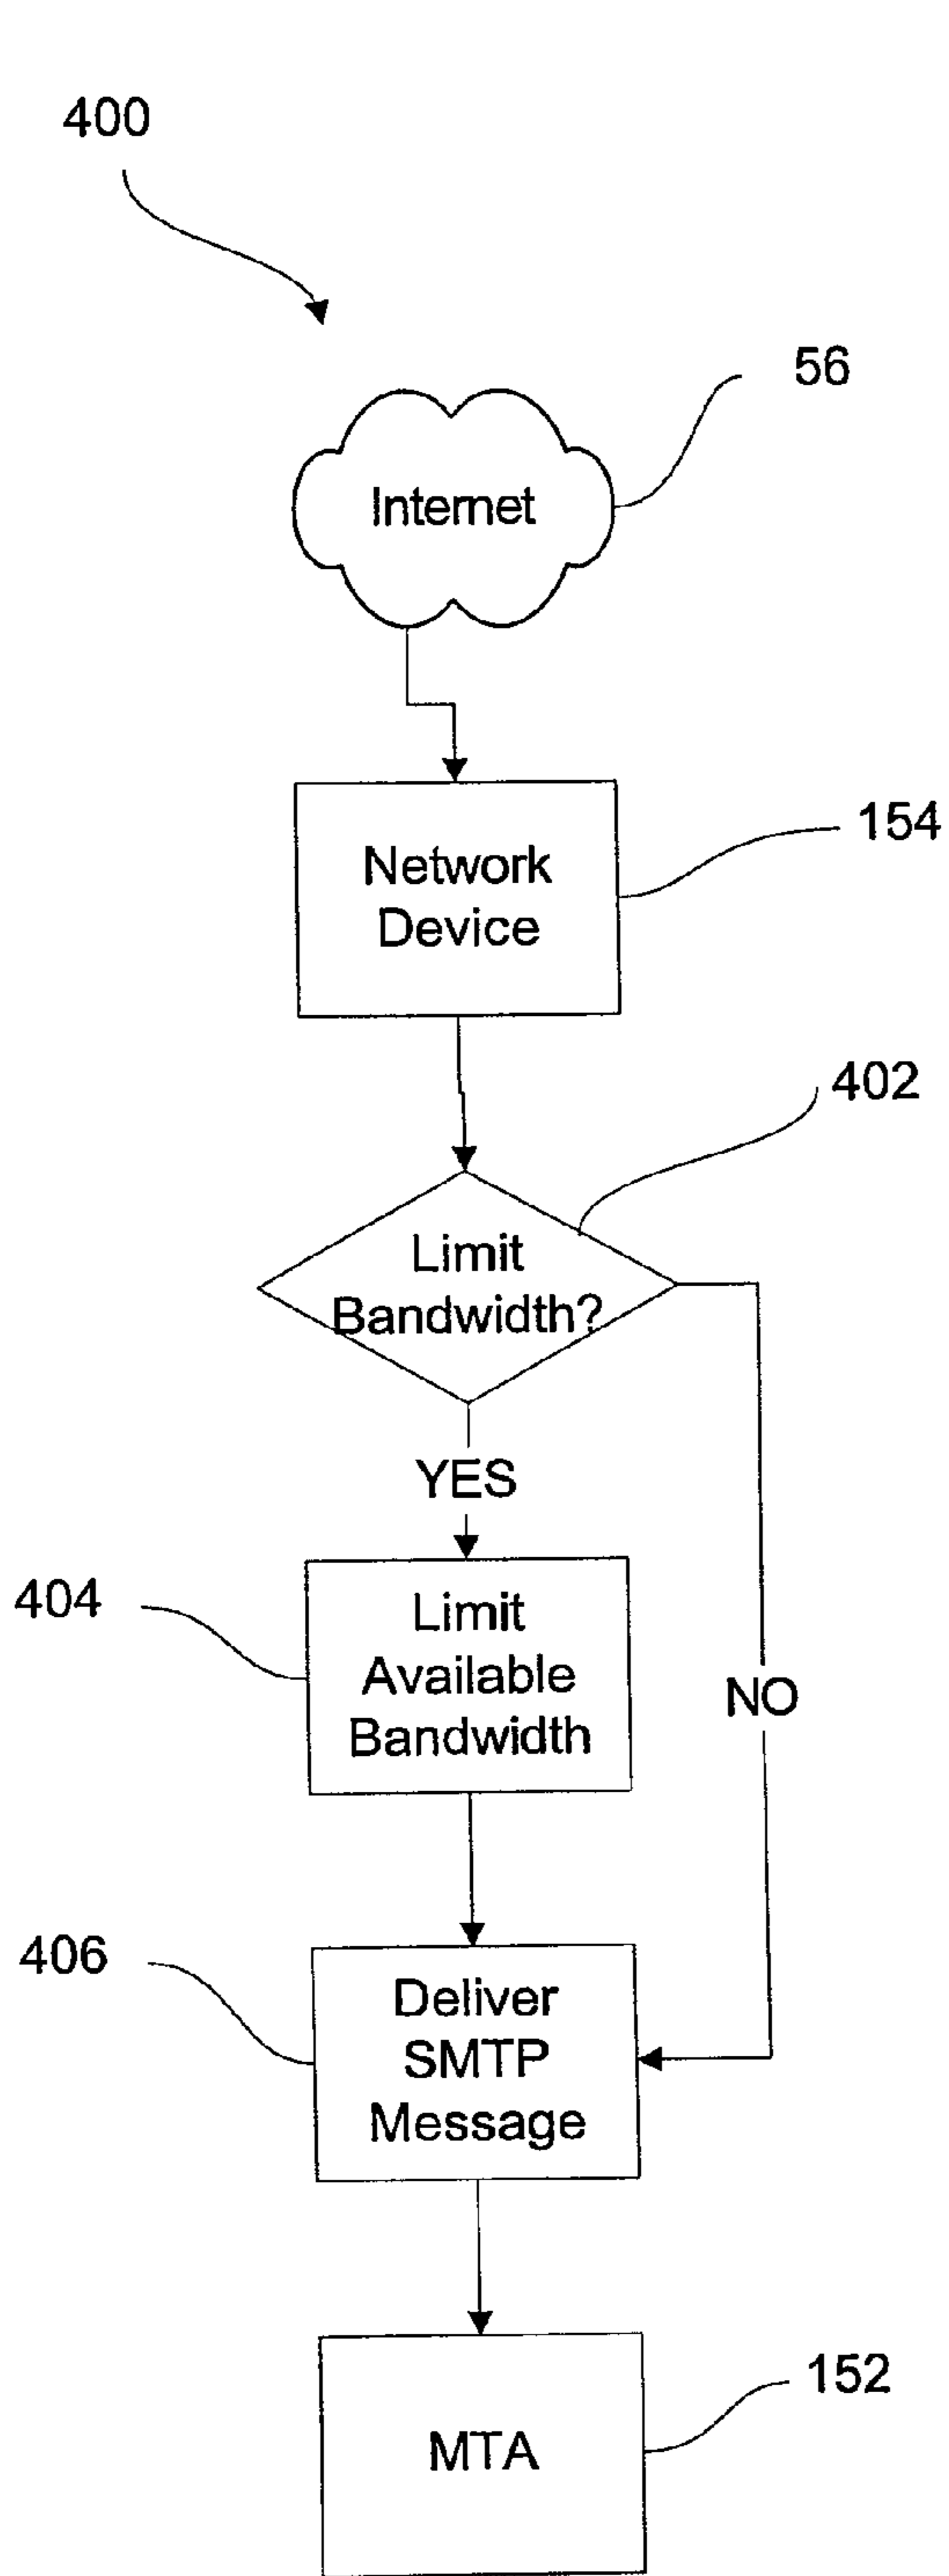 400
56
Internet
Network
Device
154
402
Limit
Bandwidth?
YES
404
Limit
Available
Bandwidth
NO
406
Deliver
SMTP
Message
152
MTA